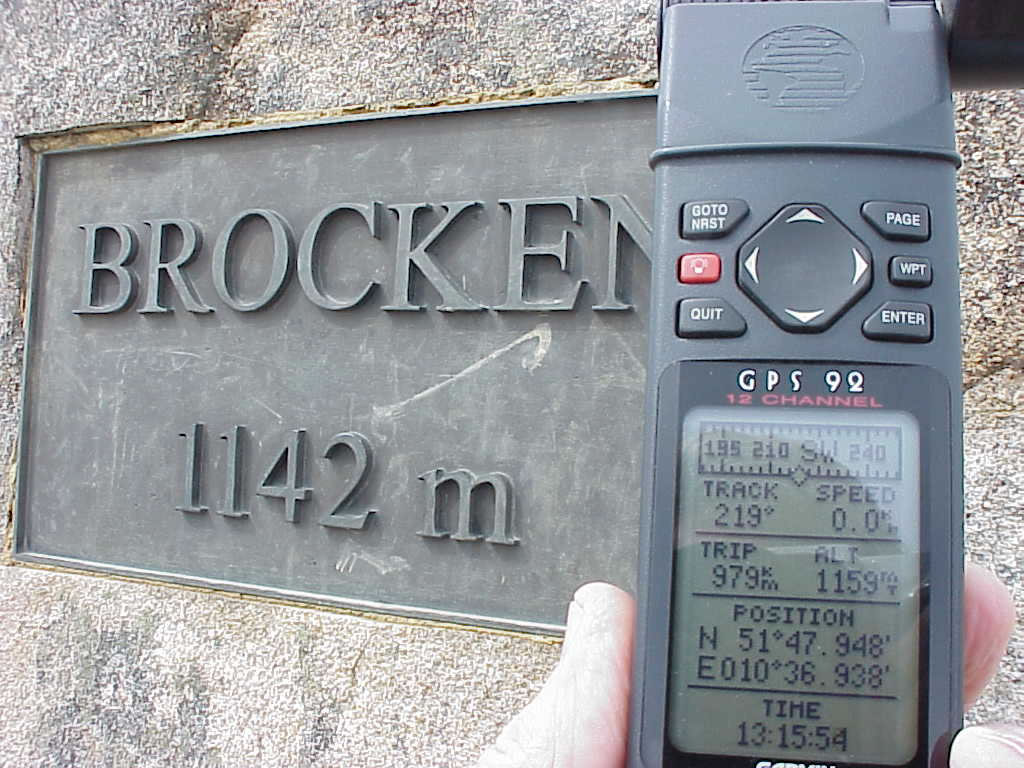 BROCKEN
1142 m
GOTO
NRST
PAGE
WPT
QUIT
ENTER
GPS 92
12 CHANNEL
195 210 SW 240
TRACK SPEED
219° 0.0
TRIP ALT
979 1159
POSITION
N 51°47.948'
E010°36.938'
TIME
13:15:54
GARMIN